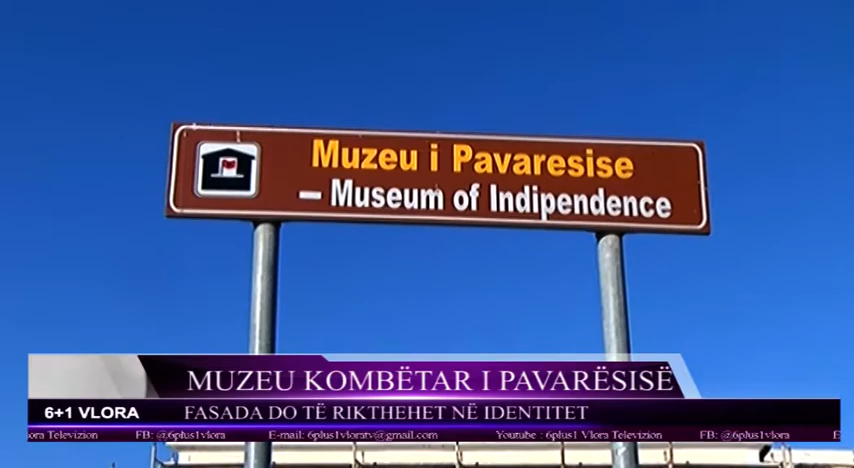 Muzeu i Pavaresise
– Museum of Indipendence
MUZEU KOMBËTAR I PAVARËSISË
6+1 VLORA
FASADA DO TË RIKTHEHET NË IDENTITET
ora Televizion FB: @6plus1vlora E-mail: 6plus1vloratv@gmail.com Youtube : 6plus1 Vlora Televizion FB: @6plus1vlora E